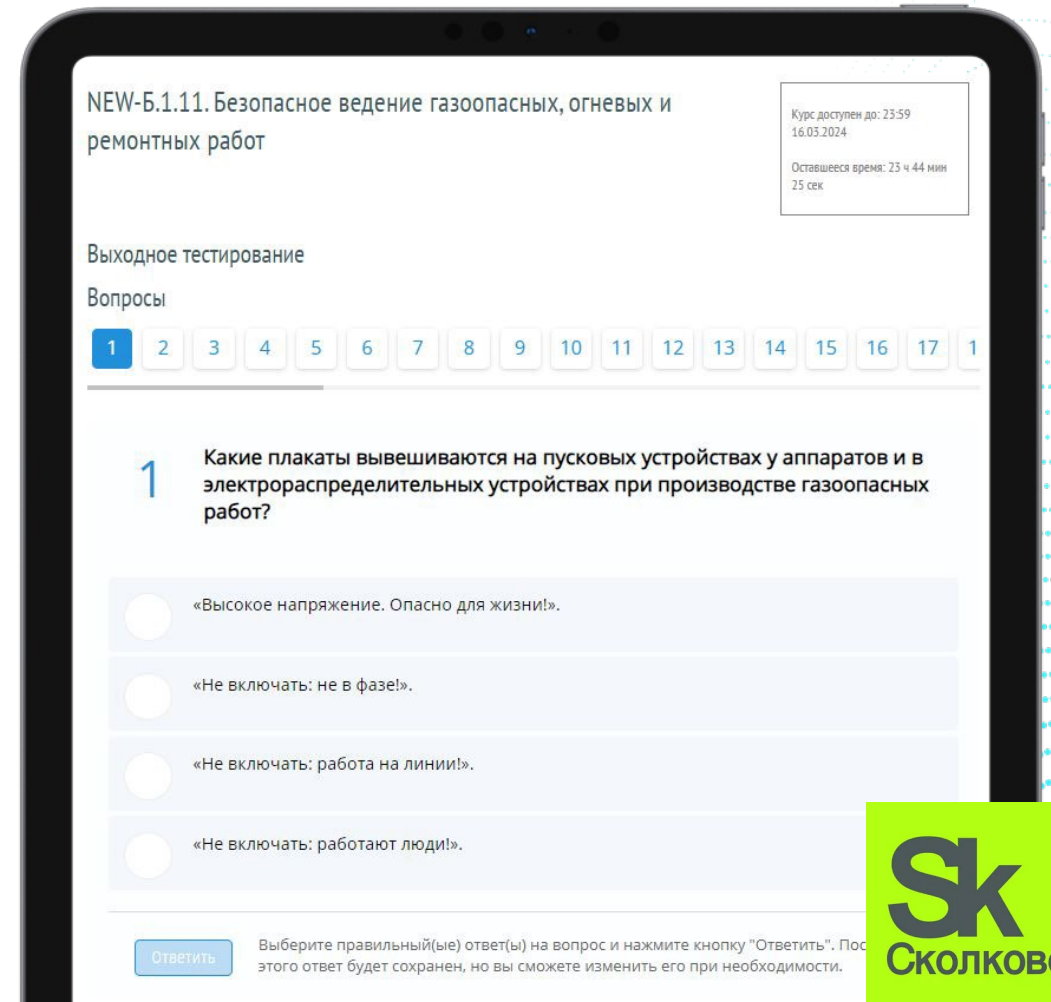 NEW-Б.1.11. Безопасное ведение газоопасных, огневых и
ремонтных работ
Курс доступен до: 23:59
16.03.2024
Оставшееся время: 23 ч 44 мин
25 сек
Выходное тестирование
Вопросы
1 2 3 4 5 6 7 8 9 10 11 12 13 14 15 16 17 1
1
Какие плакаты вывешиваются на пусковых устройствах у аппаратов и в
электрораспределительных устройствах при производстве газоопасных
работ?
«Высокое напряжение. Опасно для жизни!».
«Не включать: не в фазе!».
«Не включать: работа на линии!».
«Не включать: работают люди!».
Ответить
Выберите правильный(ые) ответ(ы) на вопрос и нажмите кнопку "Ответить". Пос
этого ответ будет сохранен, но вы сможете изменить его при необходимости.
Sk
Сколково